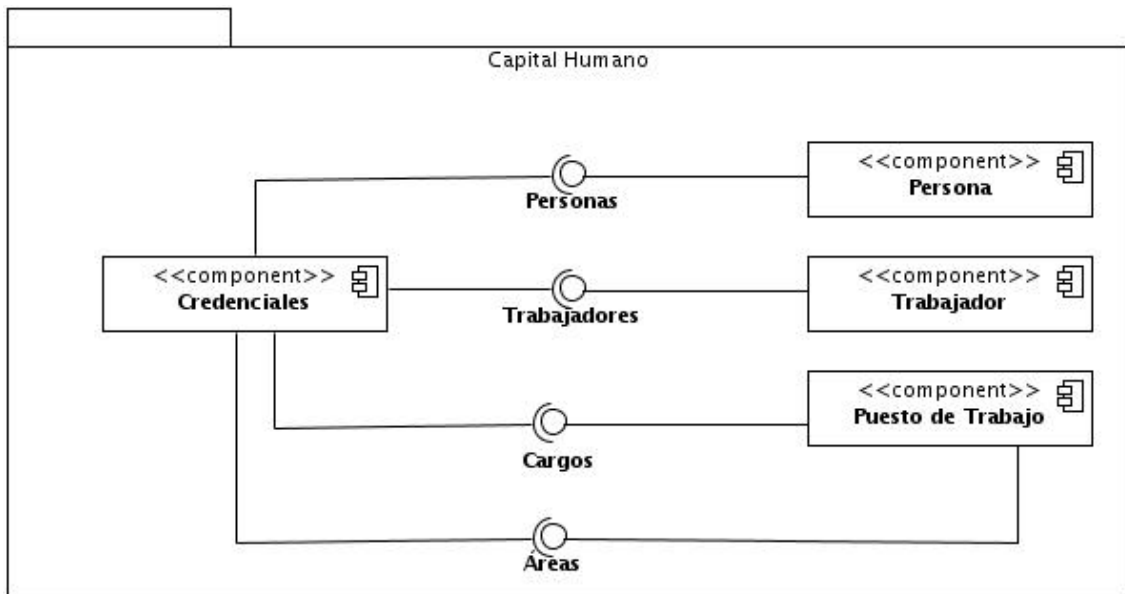 Capital Humano
<<component>>
Persona
Personas
<<component>>
Credenciales
<<component>>
Trabajador
Trabajadores
<<component>>
Puesto de Trabajo
Cargos
Áreas